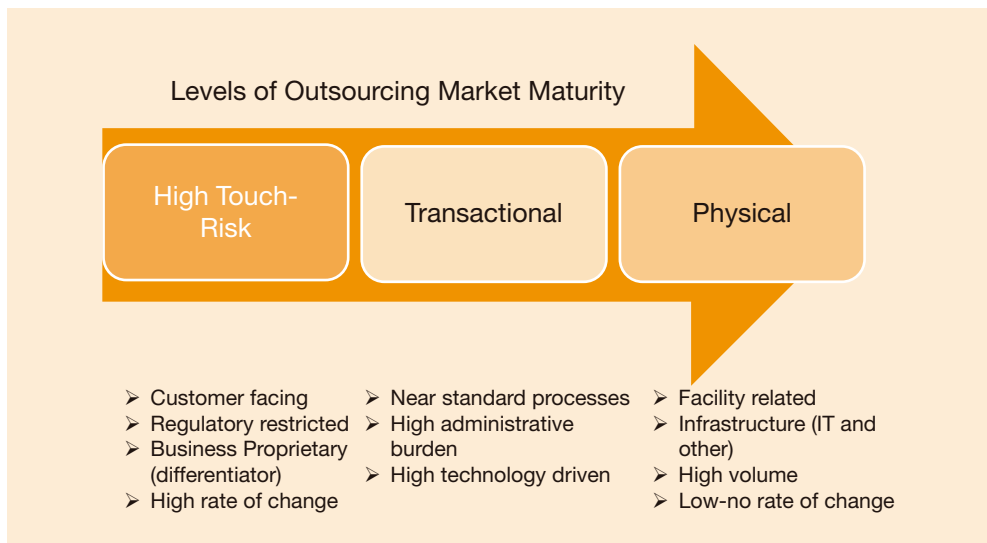 Levels of Outsourcing Market Maturity
High Touch-
Risk
Transactional
Physical
➢ Customer facing
➢ Regulatory restricted
➢ Business Proprietary
(differentiator)
➢ High rate of change
➢ Near standard processes
➢ High administrative
burden
➢ High technology driven
➢ Facility related
➢ Infrastructure (IT and
other)
➢ High volume
➢ Low-no rate of change